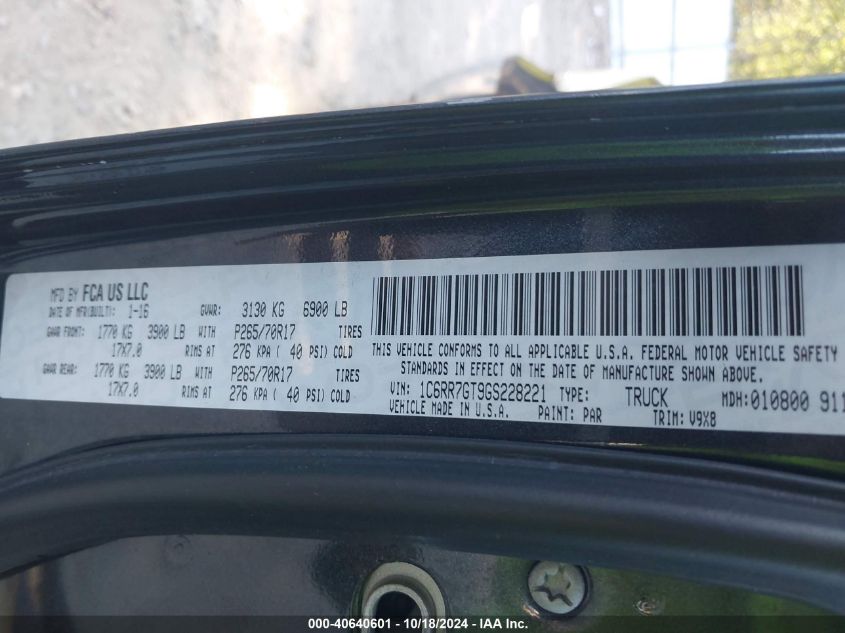 MFD BY FCA US LLC
DATE OF MFR(BUILT): 1-16 GVWR: 3130 KG 6900 LB
GAWR FRONT: 1770 KG 3900 LB WITH P265/70R17 TIRES
17X7.0 RIMS AT 276 KPA ( 40 PSI) COLD
GAWR REAR: 1770 KG 3900 LB WITH P265/70R17 TIRES
17X7.0 RIMS AT 276 KPA ( 40 PSI) COLD
THIS VEHICLE CONFORMS TO ALL APPLICABLE U.S.A. FEDERAL MOTOR VEHICLE SAFETY
STANDARDS IN EFFECT ON THE DATE OF MANUFACTURE SHOWN ABOVE.
VIN: 1C6RR7GT9GS228221 TYPE: TRUCK MDH:010800 911
VEHICLE MADE IN U.S.A. PAINT: PAR TRIM: V9X8
000-40640601 - 10/18/2024 - IAA Inc.